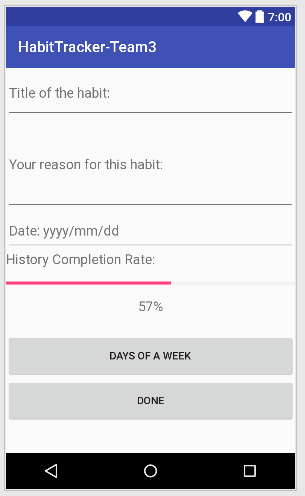 7:00
HabitTracker-Team3
Title of the habit:
Your reason for this habit:
Date: yyyy/mm/dd
History Completion Rate:
57%
DAYS OF A WEEK
DONE